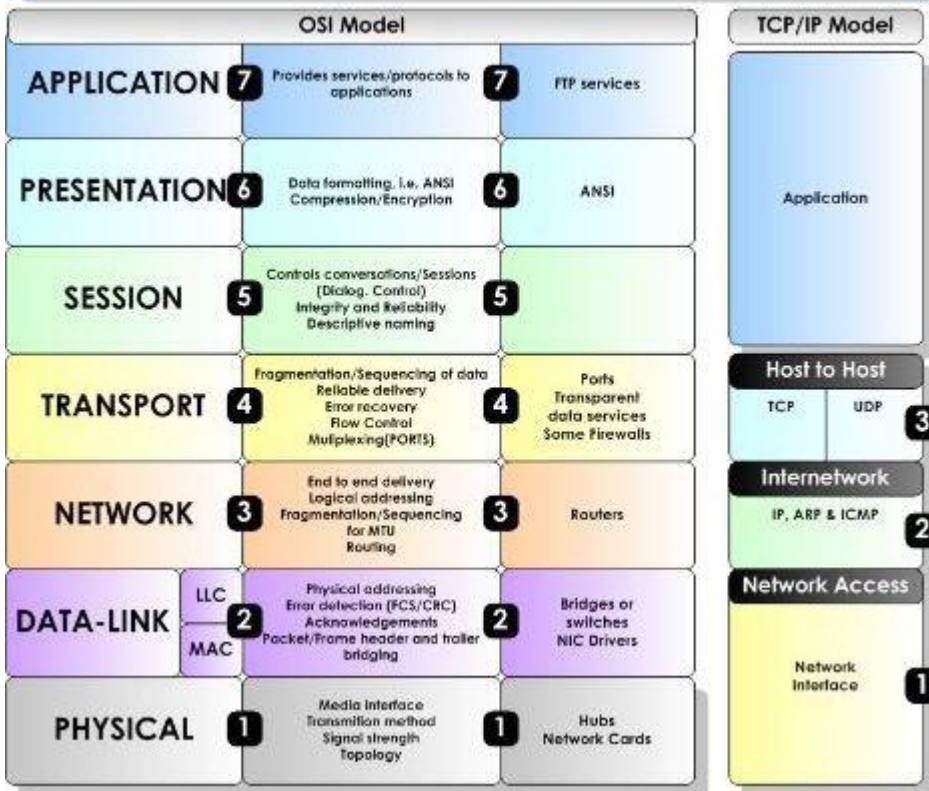 OSI Model
TCP/IP Model
APPLICATION
7
Provides services/protocols to
applications
7
FTP services
PRESENTATION
6
Data formatting, i.e. ANSI
Compression/Encryption
6
ANSI
SESSION
5
Controls conversations/Sessions
(Dialog. Control)
Integrity and Reliability
Descriptive naming
5
TRANSPORT
4
Fragmentation/Sequencing of data
Reliable delivery
Error recovery
Flow Control
Muliplexing(PORTS)
4
Ports
Transparent
data services
Some Firewalls
NETWORK
3
End to end delivery
Logical addressing
Fragmentation/Sequencing
for MTU
Routing
3
Routers
DATA-LINK
LLC
MAC
2
Physical addressing
Error detection (FCS/CRC)
Acknowledgements
Packet/Frame header and trailer
bridging
2
Bridges or
switches
NIC Drivers
PHYSICAL
1
Media Interface
Transmition method
Signal strength
Topology
1
Hubs
Network Cards
Application
Host to Host
TCP
UDP
3
Internetwork
IP, ARP & ICMP
2
Network Access
Network
Interface
1